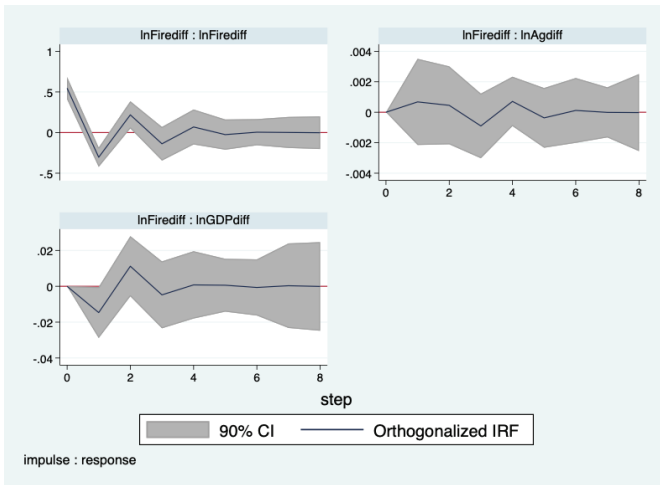 lnFirediff : lnFirediff
1
.5
0
-.5
lnFirediff : lnAgdiff
.004
.002
0
-.002
-.004
0 2 4 6 8
lnFirediff : lnGDPdiff
.02
0
-.02
-.04
0 2 4 6 8
step
90% CI Orthogonalized IRF
impulse : response